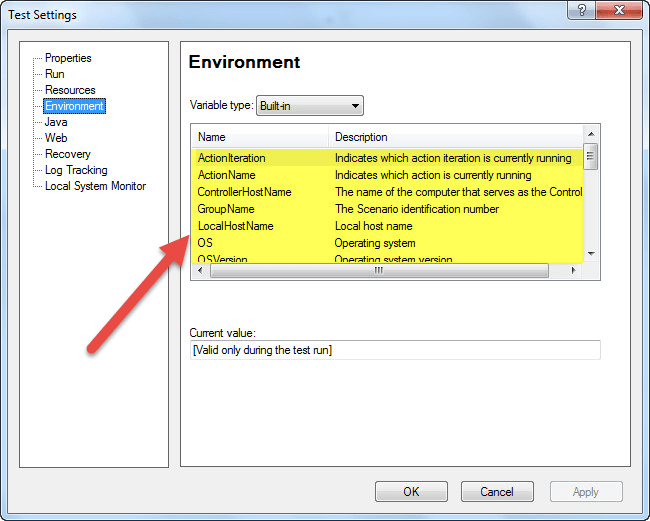 Test Settings
Properties
Run
Resources
Environment
Java
Web
Recovery
Log Tracking
Local System Monitor
Environment
Variable type: Built-in
Name Description
ActionIteration Indicates which action iteration is currently running
ActionName Indicates which action is currently running
ControllerHostName The name of the computer that serves as the Control
GroupName The Scenario identification number
LocalHostName Local host name
OS Operating system
OSVersion Operating system version
Current value:
[Valid only during the test run]
OK Cancel Apply